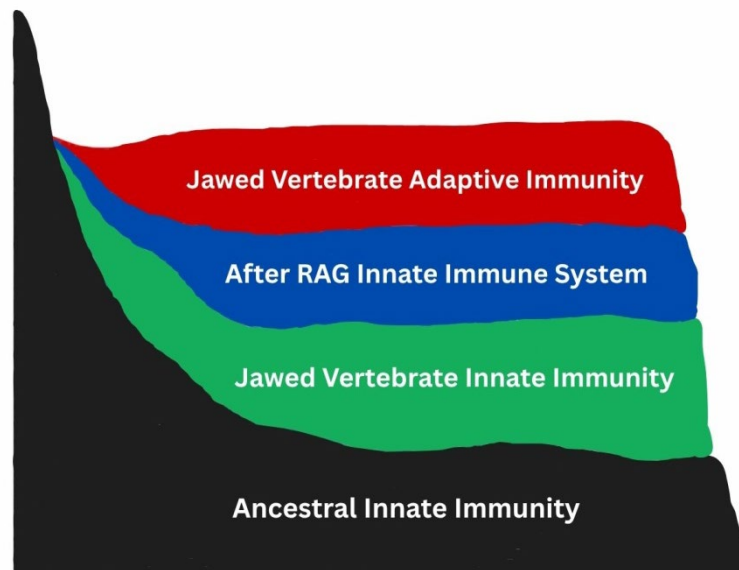 Jawed Vertebrate Adaptive Immunity
After RAG Innate Immune System
Jawed Vertebrate Innate Immunity
Ancestral Innate Immunity